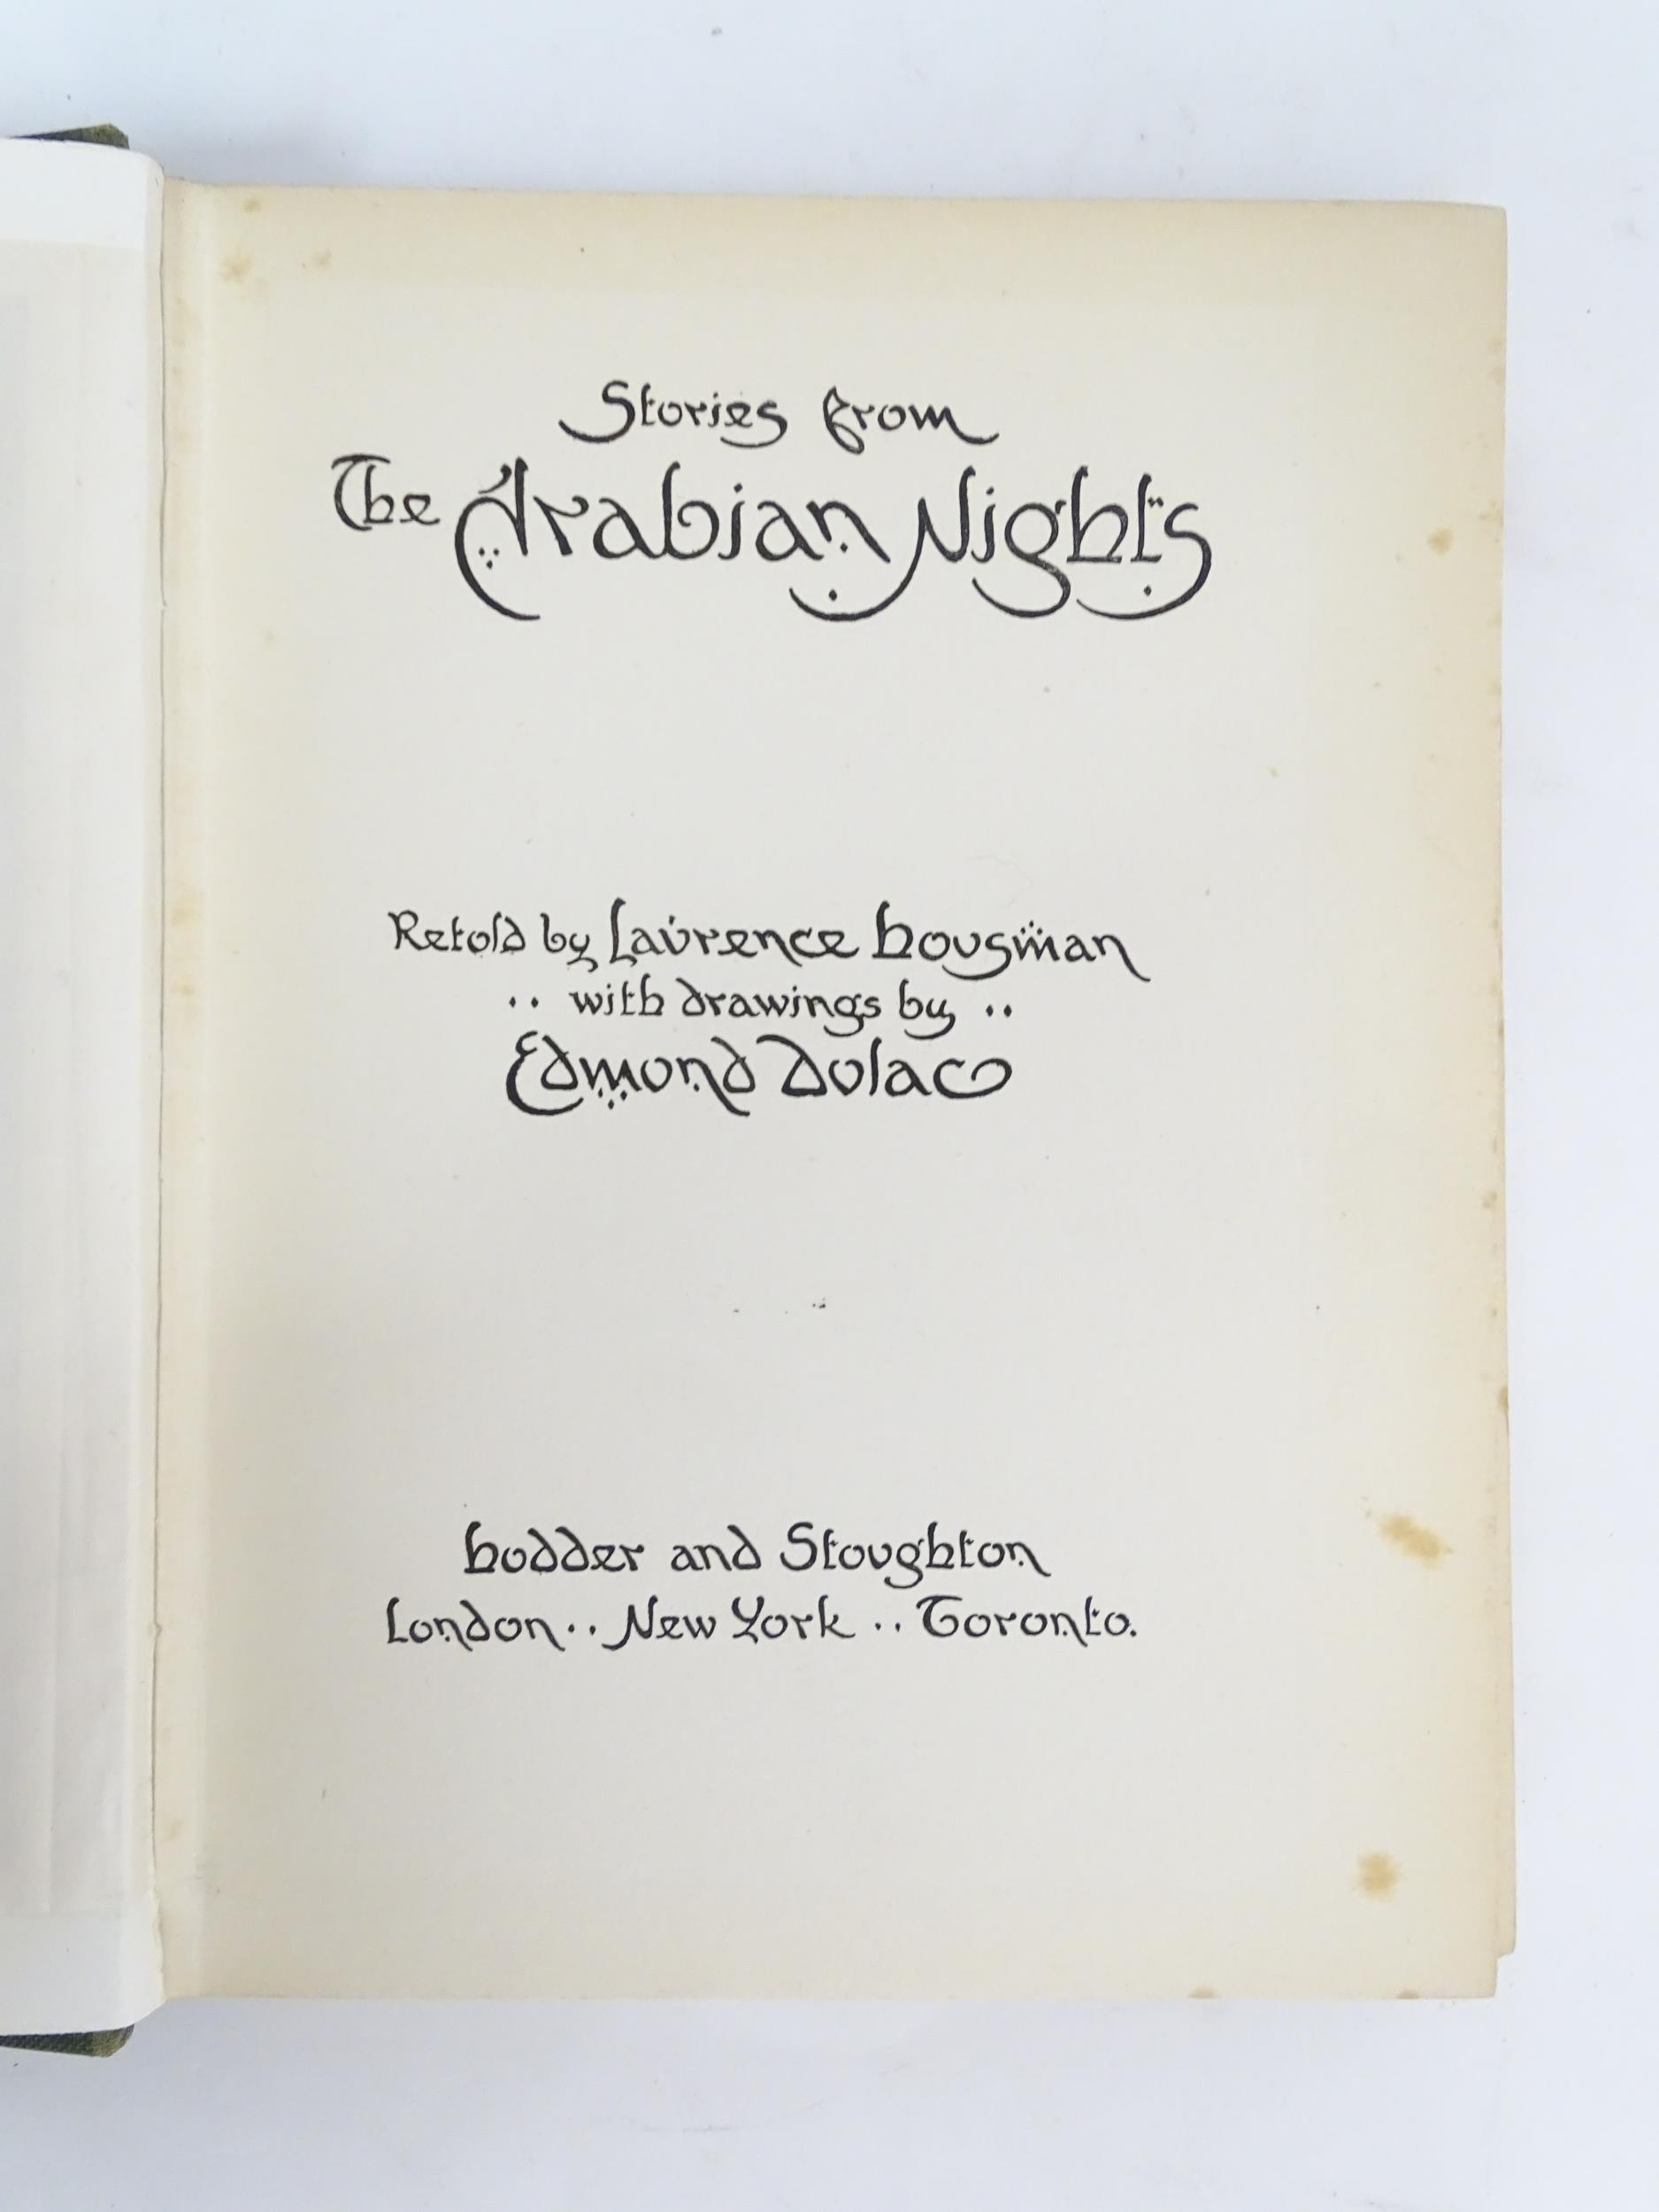 Stories from
The Arabian Nights
Retold by Laurence Housman
·· with drawings by ··
Edmond Dulac
Hodder and Stoughton
London ·· New York ·· Toronto.